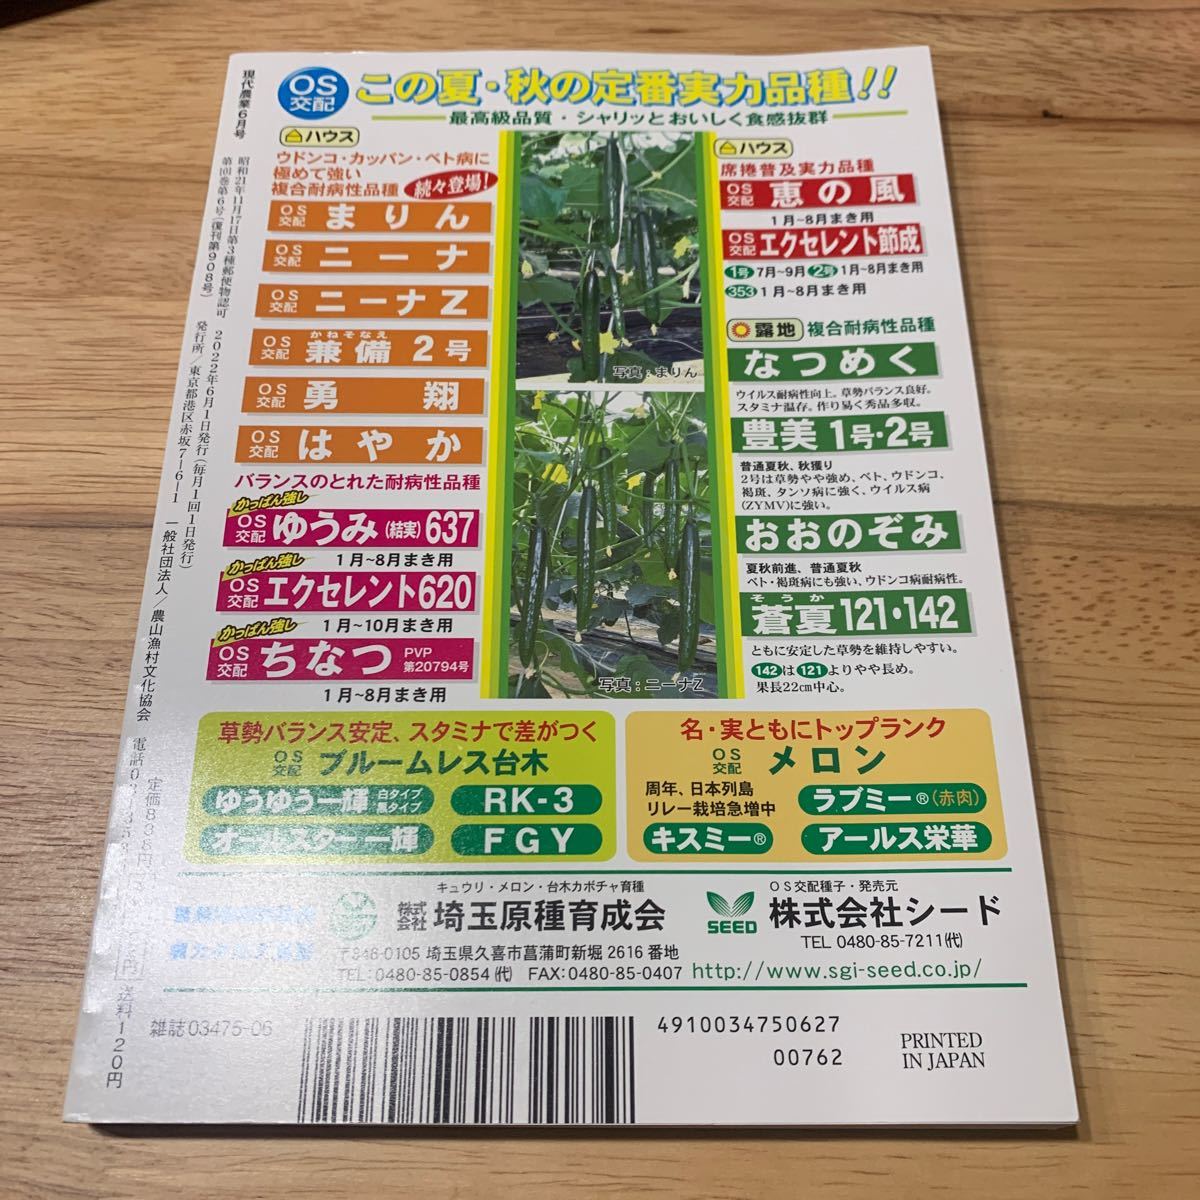 現代農業6月号
昭和21年11月17日第3種郵便物認可 2022年6月1日発行(毎月1回1日発行)
第101巻第6号(復刊第908号) 発行所/東京都港区赤坂7-6-1 一般社団法人/農山漁村文化協会 電話
定価838円
送料120円
OS交配
この夏・秋の定番実力品種!!
最高級品質・シャリッとおいしく食感抜群
ハウス
ウドンコ・カッパン・ベト病に
極めて強い
複合耐病性品種
続々登場!
OS交配 まりん
OS交配 ニーナ
OS交配 ニーナZ
かねそなえ
OS交配 兼備2号
OS交配 勇翔
OS交配 はやか
バランスのとれた耐病性品種
かっぱん強し
OS交配 ゆうみ(結実)637
1月~8月まき用
かっぱん強し
OS交配 エクセレント620
1月~10月まき用
かっぱん強し
OS交配 ちなつ PVP 第20794号
1月~8月まき用
写真:まりん
写真:ニーナZ
ハウス
席捲普及実力品種
OS交配 恵の風
1月~8月まき用
OS交配 エクセレント節成
1号 7月~9月 2号 1月~8月まき用
353 1月~8月まき用
露地 複合耐病性品種
なつめく
ウイルス耐病性向上。草勢バランス良好。
スタミナ温存。作り易く秀品多収。
豊美1号・2号
普通夏秋、秋獲り
2号は草勢やや強め、ベト、ウドンコ、
褐斑、タンソ病に強く、ウイルス病
(ZYMV)に強い。
おおのぞみ
夏秋前進、普通夏秋
ベト・褐斑病にも強い、ウドンコ病耐病性。
そうか
蒼夏121・142
ともに安定した草勢を維持しやすい。
142は121よりやや長め。
果長22cm中心。
草勢バランス安定、スタミナで差がつく
OS交配 ブルームレス台木
ゆうゆう一輝 白タイプ 黒タイプ
RK-3
オールスター一輝
FGY
名・実ともにトップランク
OS交配 メロン
周年、日本列島
リレー栽培急増中
ラブミー®(赤肉)
キスミー®
アールス栄華
キュウリ・メロン・台木カボチャ育種
株式会社 埼玉原種育成会
〒346-0105 埼玉県久喜市菖蒲町新堀2616番地
TEL:0480-85-0854(代) FAX:0480-85-0407
SEED
OS交配種子・発売元
株式会社シード
TEL 0480-85-7211(代)
http://www.sgi-seed.co.jp/
雑誌03475-06
4910034750627
00762
PRINTED
IN JAPAN